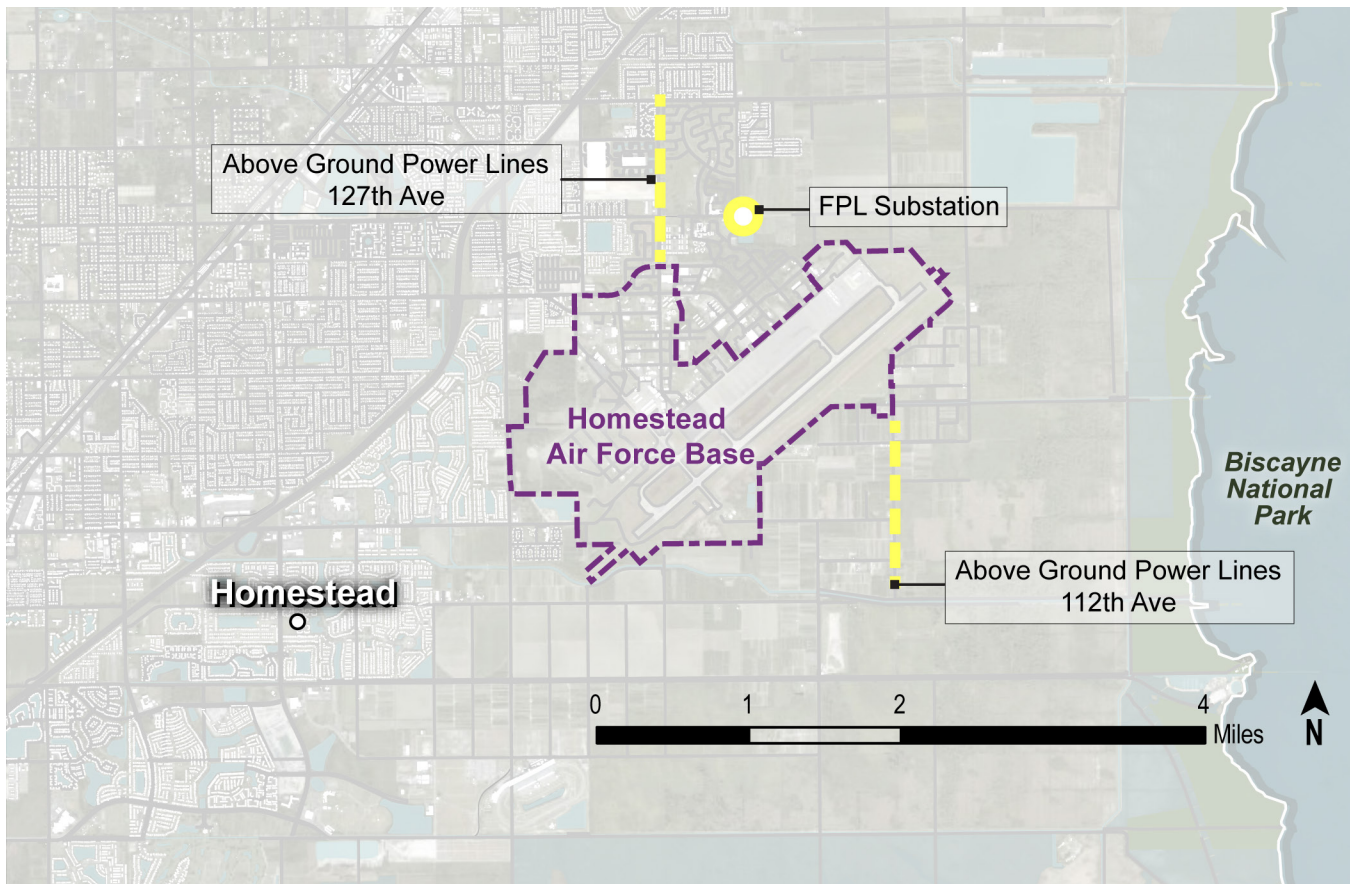 Above Ground Power Lines
127th Ave
FPL Substation
Homestead
Air Force Base
Biscayne
National
Park
Above Ground Power Lines
112th Ave
Homestead
0 1 2 4
Miles
N